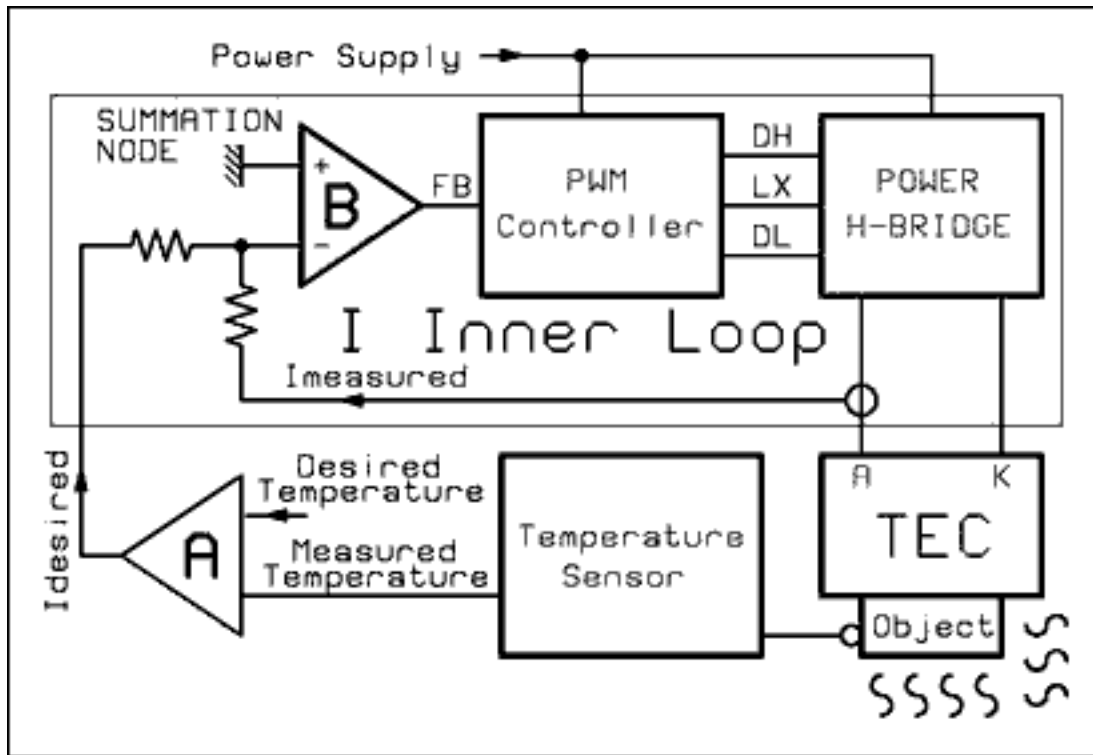 Power Supply
SUMMATION
NODE
+
B
-
FB
PWM
Controller
DH
LX
DL
POWER
H-BRIDGE
I Inner Loop
Imeasured
Idesired
A
Desired
Temperature
Measured
Temperature
Temperature
Sensor
A
K
TEC
Object